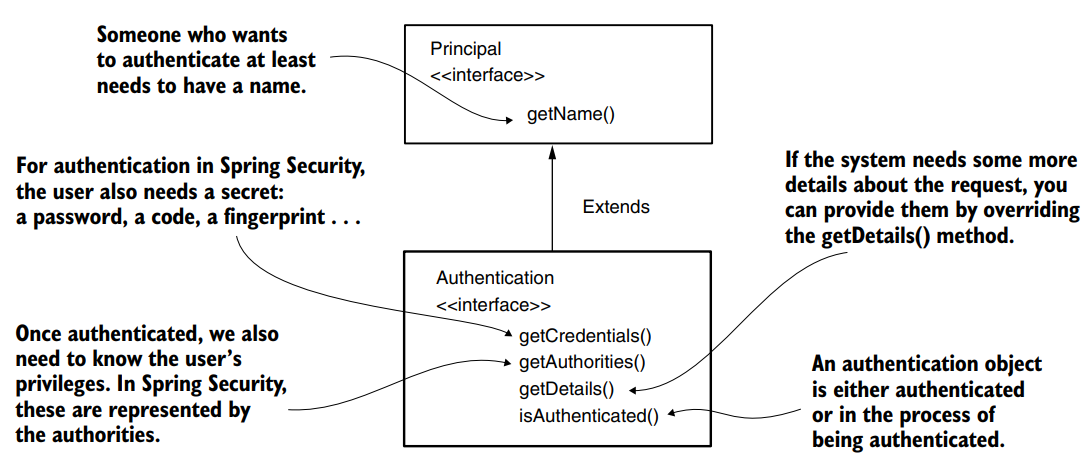 Someone who wants
to authenticate at least
needs to have a name.
Principal
<<interface>>
getName()
For authentication in Spring Security,
the user also needs a secret:
a password, a code, a fingerprint . . .
Extends
If the system needs some more
details about the request, you
can provide them by overriding
the getDetails() method.
Authentication
<<interface>>
getCredentials()
getAuthorities()
getDetails()
isAuthenticated()
Once authenticated, we also
need to know the user’s
privileges. In Spring Security,
these are represented by
the authorities.
An authentication object
is either authenticated
or in the process of
being authenticated.